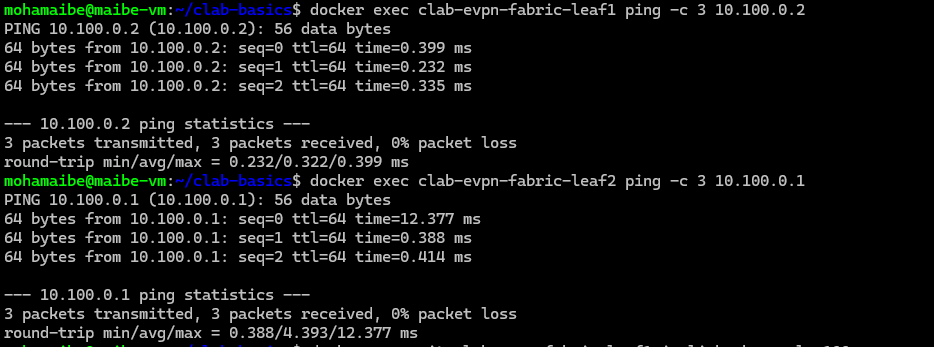 mohamaibe@maibe-vm:~/clab-basics$ docker exec clab-evpn-fabric-leaf1 ping -c 3 10.100.0.2
PING 10.100.0.2 (10.100.0.2): 56 data bytes
64 bytes from 10.100.0.2: seq=0 ttl=64 time=0.399 ms
64 bytes from 10.100.0.2: seq=1 ttl=64 time=0.232 ms
64 bytes from 10.100.0.2: seq=2 ttl=64 time=0.335 ms
--- 10.100.0.2 ping statistics ---
3 packets transmitted, 3 packets received, 0% packet loss
round-trip min/avg/max = 0.232/0.322/0.399 ms
mohamaibe@maibe-vm:~/clab-basics$ docker exec clab-evpn-fabric-leaf2 ping -c 3 10.100.0.1
PING 10.100.0.1 (10.100.0.1): 56 data bytes
64 bytes from 10.100.0.1: seq=0 ttl=64 time=12.377 ms
64 bytes from 10.100.0.1: seq=1 ttl=64 time=0.388 ms
64 bytes from 10.100.0.1: seq=2 ttl=64 time=0.414 ms
--- 10.100.0.1 ping statistics ---
3 packets transmitted, 3 packets received, 0% packet loss
round-trip min/avg/max = 0.388/4.393/12.377 ms